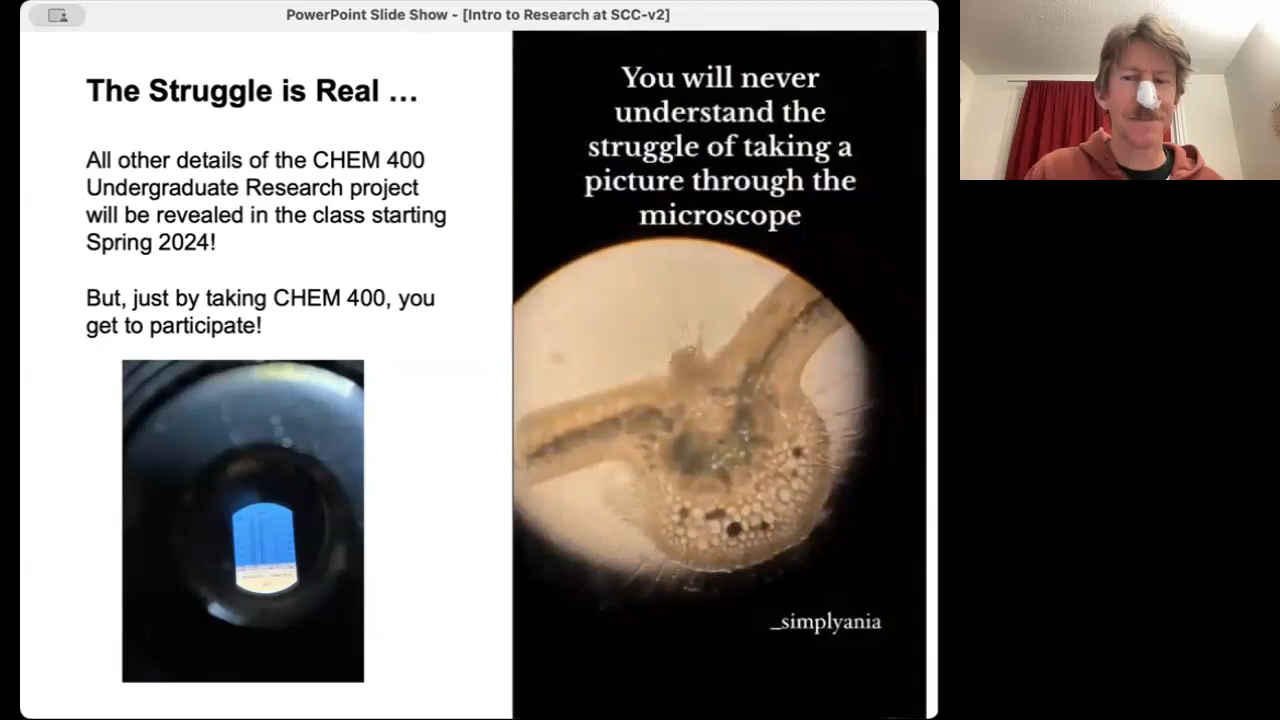 PowerPoint Slide Show - [Intro to Research at SCC-v2]
The Struggle is Real …
All other details of the CHEM 400
Undergraduate Research project
will be revealed in the class starting
Spring 2024!
But, just by taking CHEM 400, you
get to participate!
You will never
understand the
struggle of taking a
picture through the
microscope
_simplyania